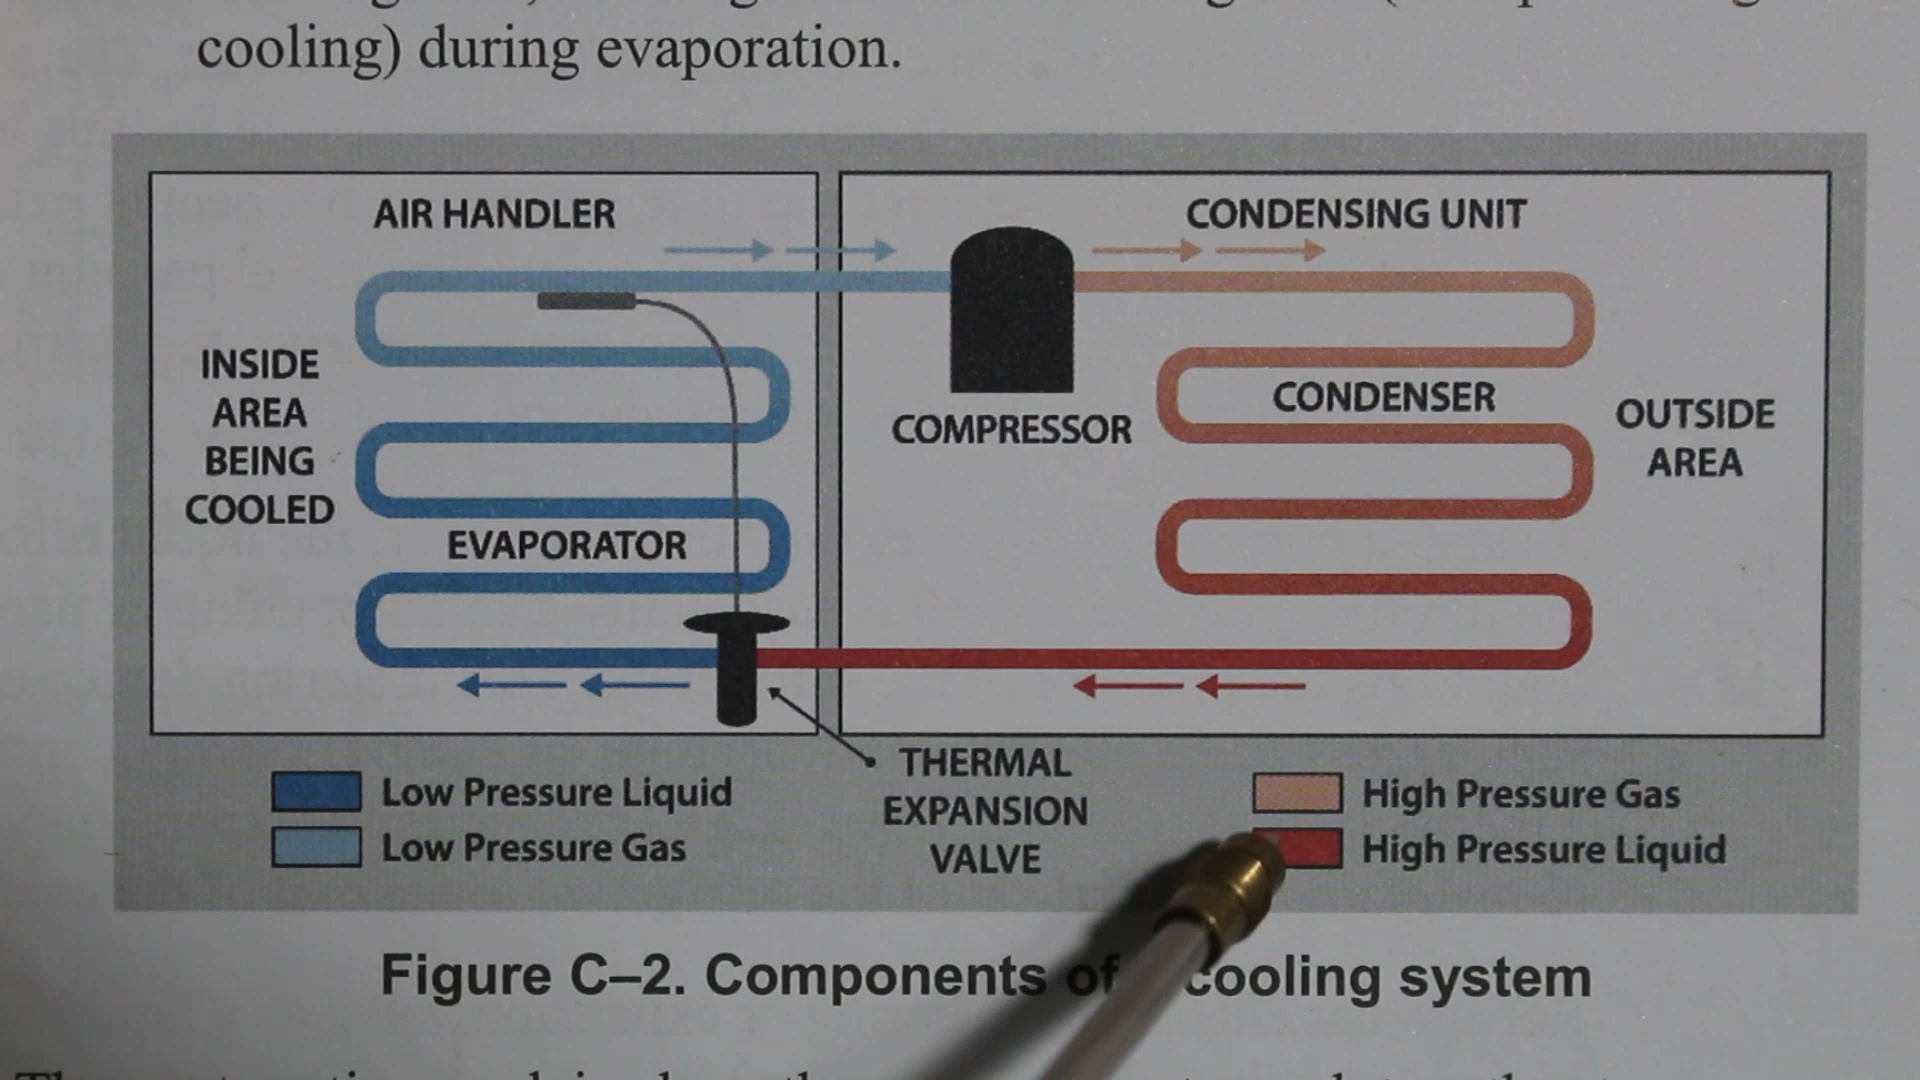 cooling) during evaporation.
AIR HANDLER
CONDENSING UNIT
INSIDE
AREA
BEING
COOLED
EVAPORATOR
COMPRESSOR
CONDENSER
OUTSIDE
AREA
THERMAL
EXPANSION
VALVE
Low Pressure Liquid
Low Pressure Gas
High Pressure Gas
High Pressure Liquid
Figure C–2. Components of cooling system